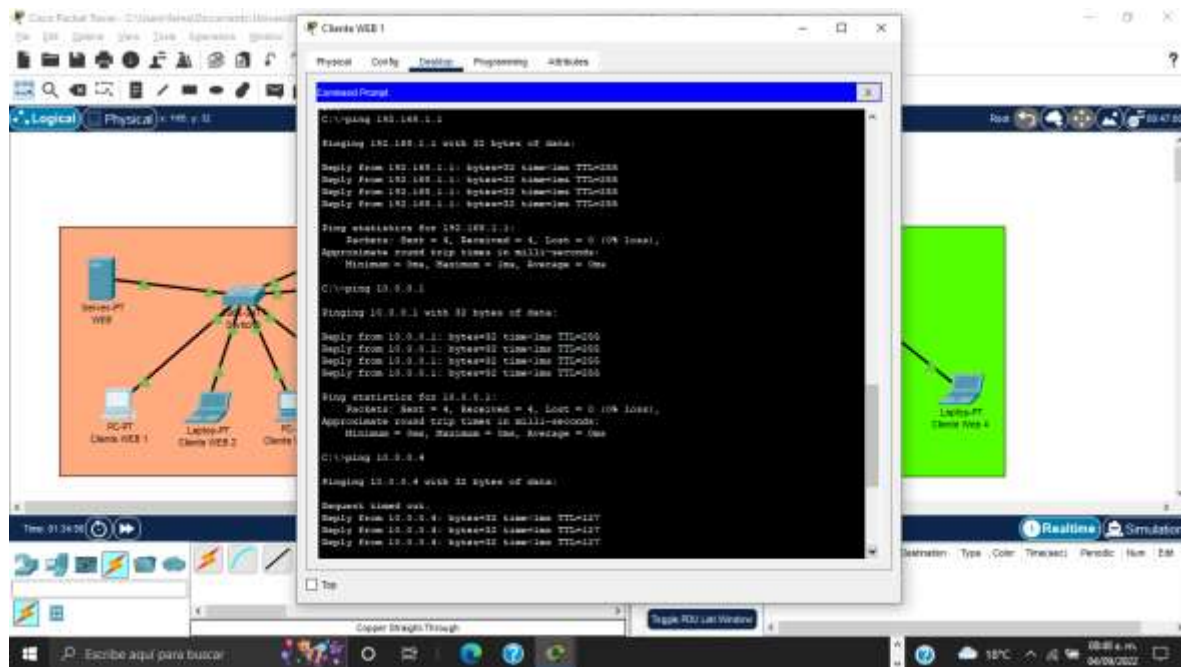 Cliente WEB 1
Physical Config Desktop Programming Attributes
Command Prompt
?
Logical
Physical
Root
C:\>ping 192.168.1.1
Pinging 192.168.1.1 with 32 bytes of data:
Reply from 192.168.1.1: bytes=32 time<1ms TTL=255
Reply from 192.168.1.1: bytes=32 time<1ms TTL=255
Reply from 192.168.1.1: bytes=32 time<1ms TTL=255
Reply from 192.168.1.1: bytes=32 time<1ms TTL=255
Ping statistics for 192.168.1.1:
Packets: Sent = 4, Received = 4, Lost = 0 (0% loss),
Approximate round trip times in milli-seconds:
Minimum = 0ms, Maximum = 1ms, Average = 0ms
C:\>ping 10.0.0.1
Pinging 10.0.0.1 with 32 bytes of data:
Reply from 10.0.0.1: bytes=32 time<1ms TTL=255
Reply from 10.0.0.1: bytes=32 time<1ms TTL=255
Reply from 10.0.0.1: bytes=32 time<1ms TTL=255
Reply from 10.0.0.1: bytes=32 time<1ms TTL=255
Ping statistics for 10.0.0.1:
Packets: Sent = 4, Received = 4, Lost = 0 (0% loss),
Approximate round trip times in milli-seconds:
Minimum = 0ms, Maximum = 0ms, Average = 0ms
C:\>ping 10.0.0.4
Pinging 10.0.0.4 with 32 bytes of data:
Request timed out.
Reply from 10.0.0.4: bytes=32 time<1ms TTL=127
Reply from 10.0.0.4: bytes=32 time<1ms TTL=127
Reply from 10.0.0.4: bytes=32 time<1ms TTL=127
Server-PT
WEB
PC-PT
Cliente WEB 1
Laptop-PT
Cliente WEB 2
Laptop-PT
Cliente Web 4
Realtime
Simulation
Top
Copper Straight-Through
Toggle PDU List Window
Escribe aquí para buscar
18°C
08:48 a.m.
04/09/2022